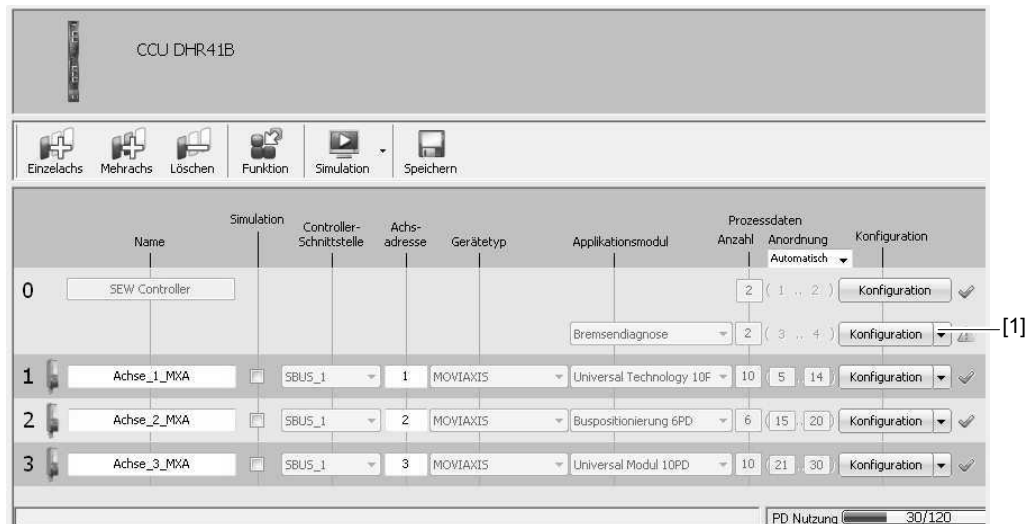 CCU DHR41B
Einzelachs Mehrachs Löschen Funktion Simulation Speichern
Name Simulation Controller-Schnittstelle Achs-adresse Gerätetyp Applikationsmodul Prozessdaten Anzahl Anordnung Automatisch Konfiguration
0 SEW Controller 2 ( 1 .. 2 ) Konfiguration
Bremsendiagnose 2 ( 3 .. 4 ) Konfiguration [1]
1 Achse_1_MXA SBUS_1 1 MOVIAXIS Universal Technology 10F 10 ( 5 .. 14 ) Konfiguration
2 Achse_2_MXA SBUS_1 2 MOVIAXIS Buspositionierung 6PD 6 ( 15 .. 20 ) Konfiguration
3 Achse_3_MXA SBUS_1 3 MOVIAXIS Universal Modul 10PD 10 ( 21 .. 30 ) Konfiguration
PD Nutzung 30/120